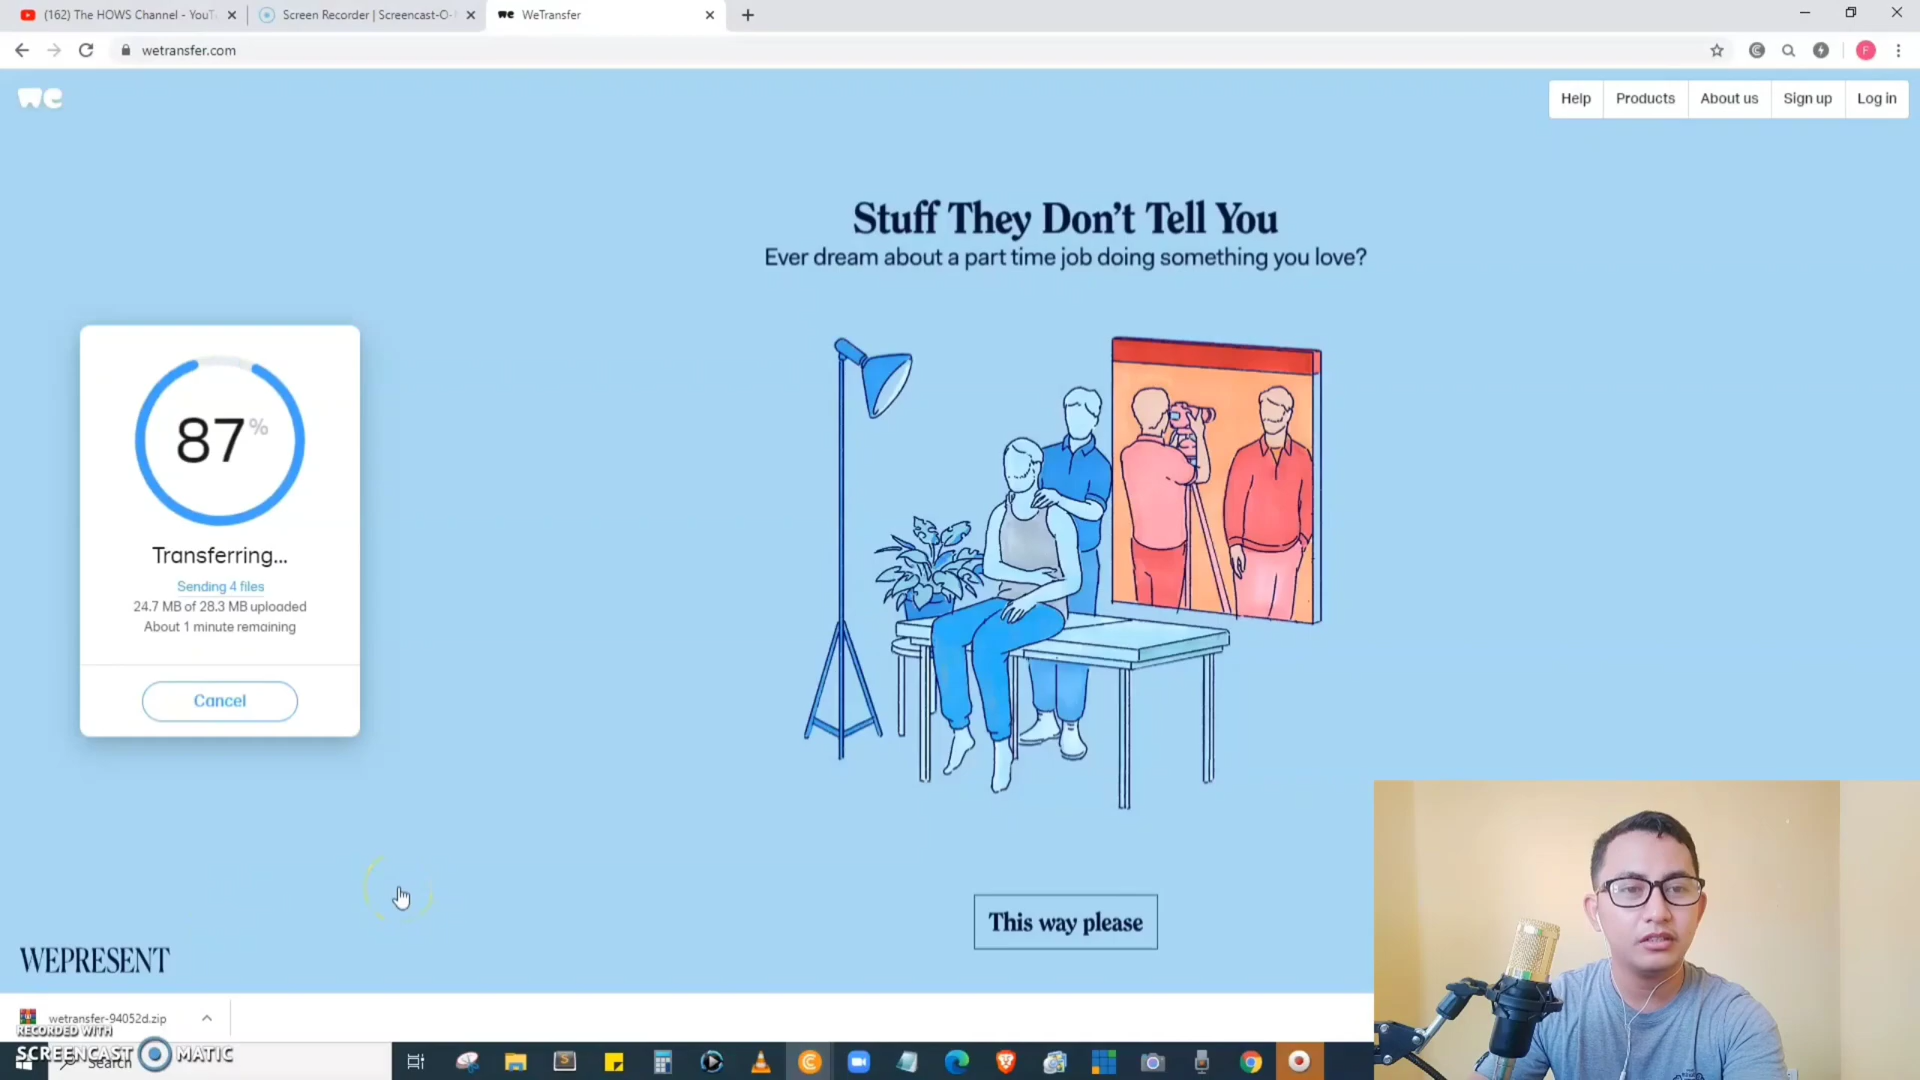 (162) The HOWS Channel - YouT
Screen Recorder | Screencast-O-
we WeTransfer
wetransfer.com
F
we
Help
Products
About us
Sign up
Log in
Stuff They Don't Tell You
Ever dream about a part time job doing something you love?
87%
Transferring...
Sending 4 files
24.7 MB of 28.3 MB uploaded
About 1 minute remaining
Cancel
This way please
WEPRESENT
wetransfer-94052d.zip
RECORDED WITH
SCREENCAST MATIC
Search